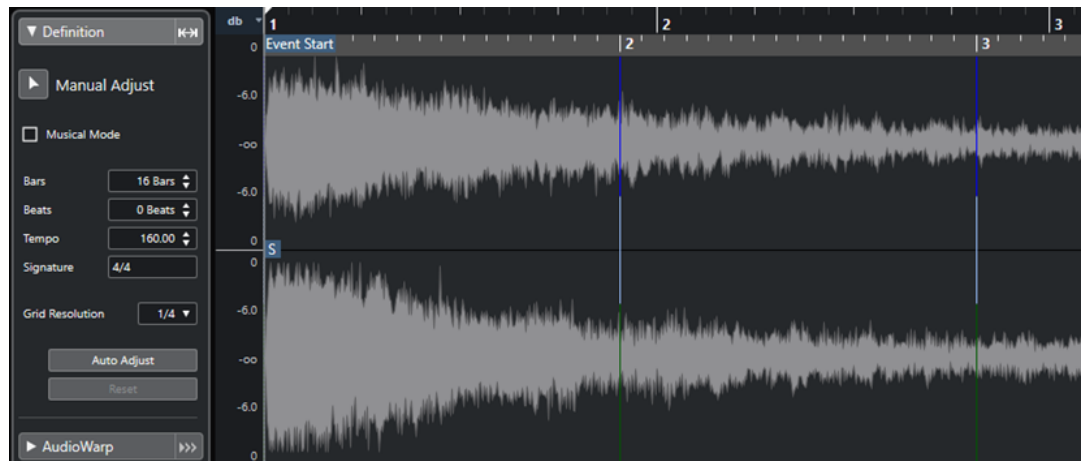 Definition
Manual Adjust
Musical Mode
Bars 16 Bars
Beats 0 Beats
Tempo 160.00
Signature 4/4
Grid Resolution 1/4
Auto Adjust
Reset
AudioWarp
db 1 2 3
0 Event Start 2 3
-6.0
-∞
-6.0
0
S
0
-6.0
-∞
-6.0
0